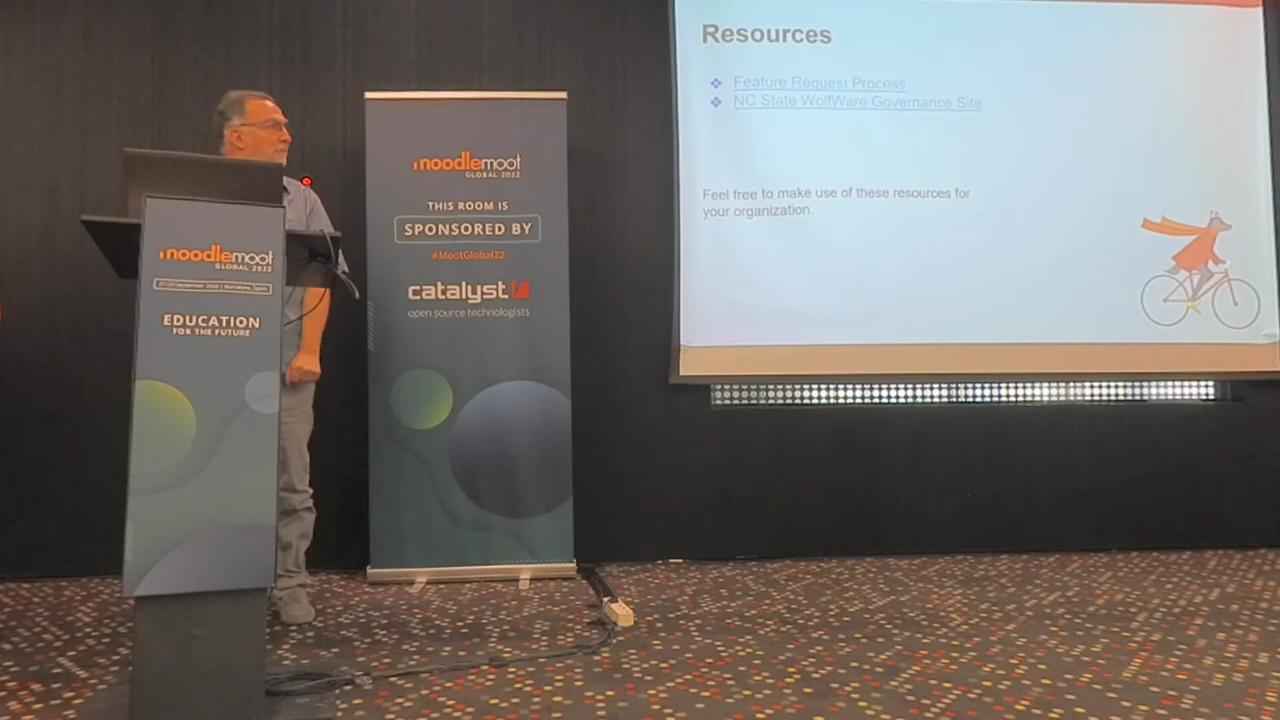 moodlemoot
GLOBAL 2022
EDUCATION
FOR THE FUTURE
moodlemoot
GLOBAL 2022
THIS ROOM IS
SPONSORED BY
#MootGlobal22
catalyst
open source technologists
Resources
❖ Feature Request Process
❖ NC State WolfWare Governance Site
Feel free to make use of these resources for
your organization.